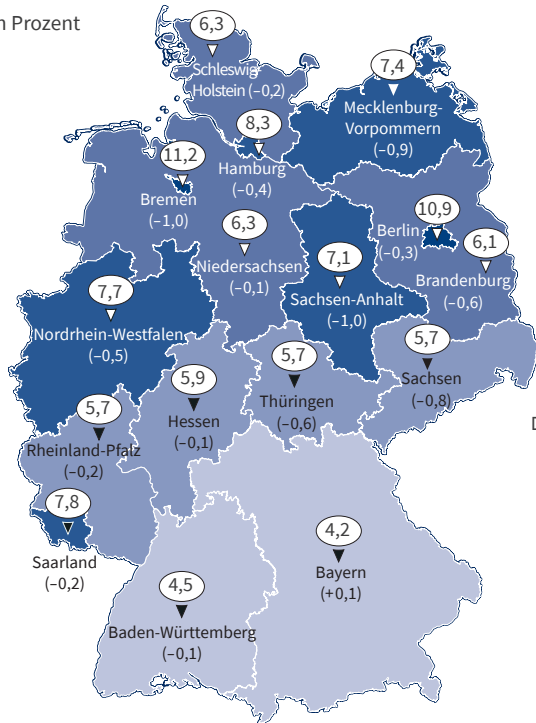 n Prozent
6,3
Schleswig-
Holstein (–0,2)
7,4
Mecklenburg-
Vorpommern
(–0,9)
8,3
Hamburg
(–0,4)
11,2
Bremen
(–1,0)
6,3
Niedersachsen
(–0,1)
10,9
Berlin
(–0,3)
6,1
Brandenburg
(–0,6)
7,1
Sachsen-Anhalt
(–1,0)
7,7
Nordrhein-Westfalen
(–0,5)
5,7
Sachsen
(–0,8)
5,7
Thüringen
(–0,6)
5,9
Hessen
(–0,1)
5,7
Rheinland-Pfalz
(–0,2)
D
7,8
Saarland
(–0,2)
4,2
Bayern
(+0,1)
4,5
Baden-Württemberg
(–0,1)